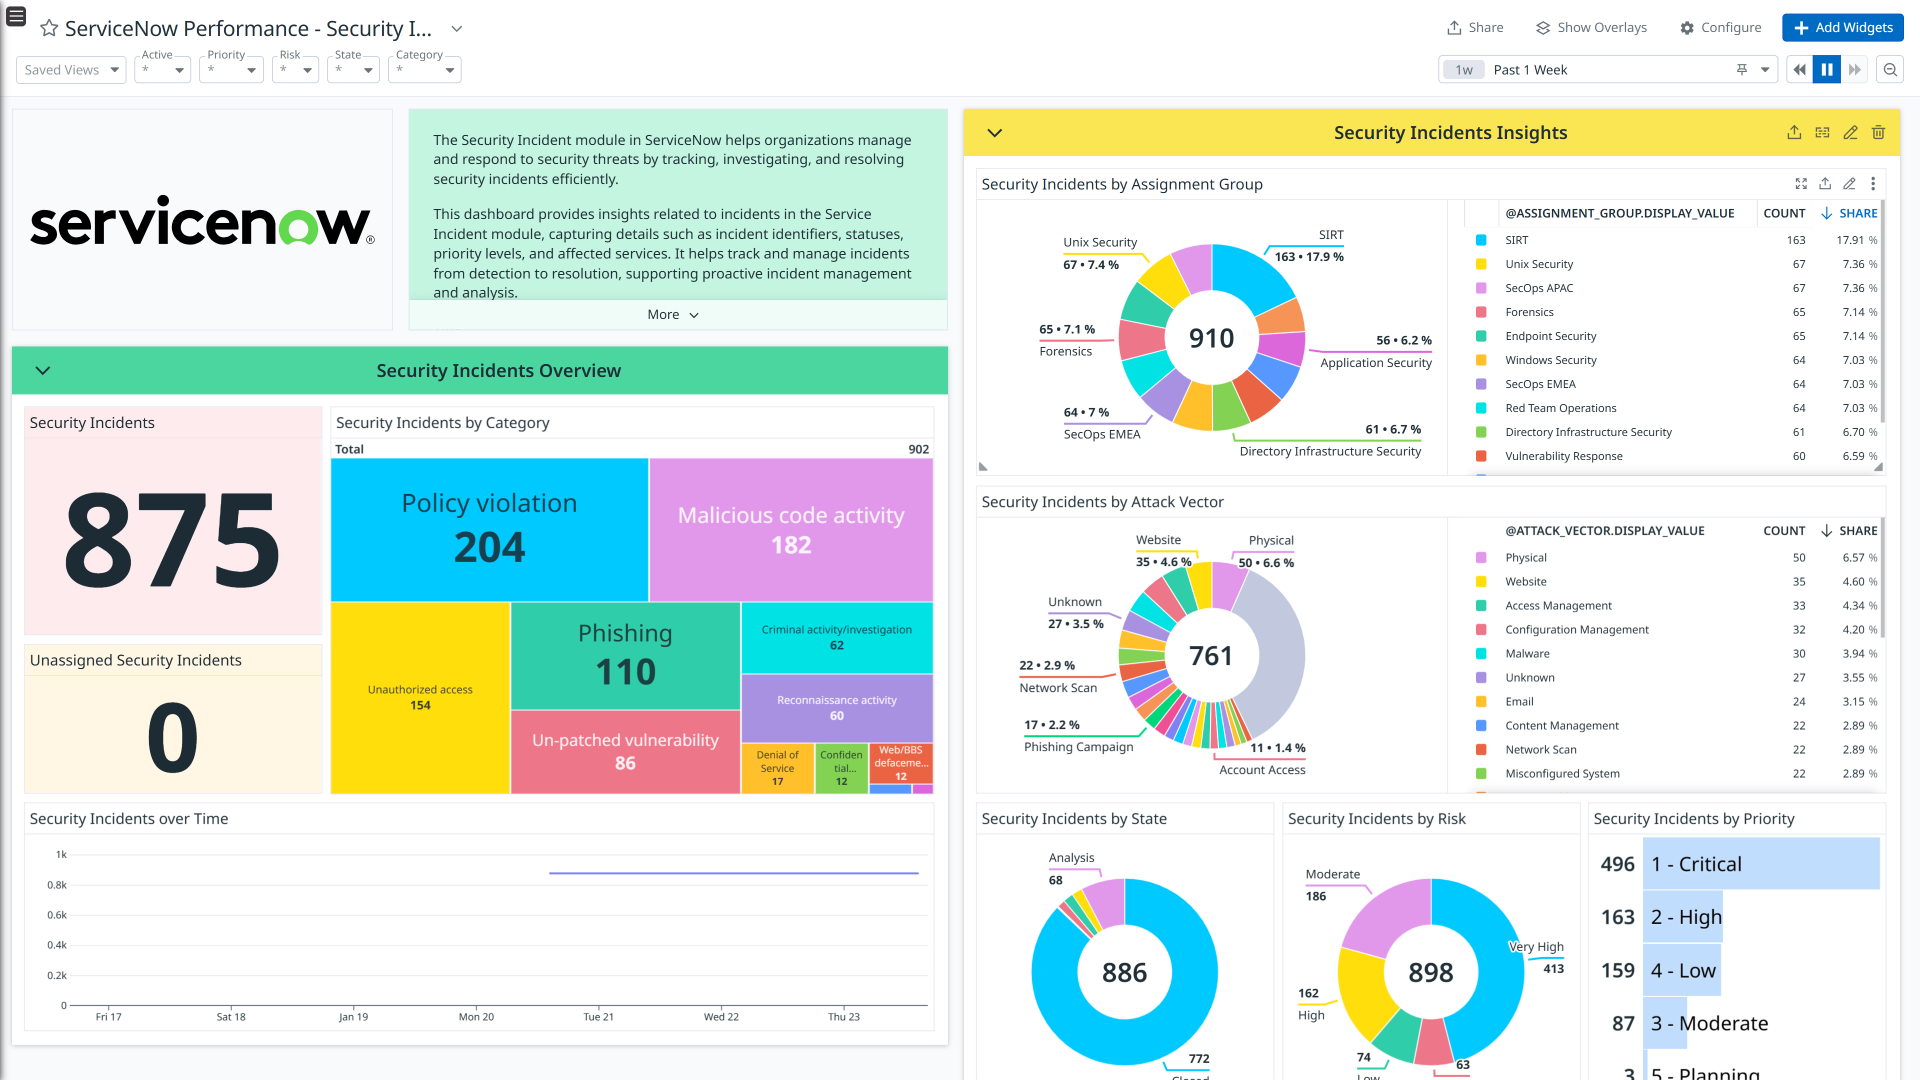 ServiceNow Performance - Security I...
Share
Show Overlays
Configure
Add Widgets
Saved Views
Active
*
Priority
*
Risk
*
State
*
Category
*
1w
Past 1 Week
servicenow®
The Security Incident module in ServiceNow helps organizations manage
and respond to security threats by tracking, investigating, and resolving
security incidents efficiently.
This dashboard provides insights related to incidents in the Service
Incident module, capturing details such as incident identifiers, statuses,
priority levels, and affected services. It helps track and manage incidents
from detection to resolution, supporting proactive incident management
and analysis.
More
Security Incidents Overview
Security Incidents
875
Unassigned Security Incidents
0
Security Incidents by Category
Total 902
Policy violation
204
Malicious code activity
182
Unauthorized access
154
Phishing
110
Un-patched vulnerability
86
Criminal activity/investigation
62
Reconnaissance activity
60
Denial of
Service
17
Confiden
tial...
12
Web/BBS
defaceme...
12
Security Incidents over Time
1k
0.8k
0.6k
0.4k
0.2k
0
Fri 17 Sat 18 Jan 19 Mon 20 Tue 21 Wed 22 Thu 23
Security Incidents Insights
Security Incidents by Assignment Group
Unix Security
67 • 7.4 %
SIRT
163 • 17.9 %
65 • 7.1 %
Forensics
910
56 • 6.2 %
Application Security
64 • 7 %
SecOps EMEA
61 • 6.7 %
Directory Infrastructure Security
@ASSIGNMENT_GROUP.DISPLAY_VALUE COUNT SHARE
SIRT 163 17.91 %
Unix Security 67 7.36 %
SecOps APAC 67 7.36 %
Forensics 65 7.14 %
Endpoint Security 65 7.14 %
Windows Security 64 7.03 %
SecOps EMEA 64 7.03 %
Red Team Operations 64 7.03 %
Directory Infrastructure Security 61 6.70 %
Vulnerability Response 60 6.59 %
Security Incidents by Attack Vector
Website
35 • 4.6 %
Physical
50 • 6.6 %
Unknown
27 • 3.5 %
761
22 • 2.9 %
Network Scan
17 • 2.2 %
Phishing Campaign
11 • 1.4 %
Account Access
@ATTACK_VECTOR.DISPLAY_VALUE COUNT SHARE
Physical 50 6.57 %
Website 35 4.60 %
Access Management 33 4.34 %
Configuration Management 32 4.20 %
Malware 30 3.94 %
Unknown 27 3.55 %
Email 24 3.15 %
Content Management 22 2.89 %
Network Scan 22 2.89 %
Misconfigured System 22 2.89 %
Security Incidents by State
Analysis
68
886
772
Closed
Security Incidents by Risk
Moderate
186
Very High
413
898
162
High
74
Low
63
Security Incidents by Priority
496 1 - Critical
163 2 - High
159 4 - Low
87 3 - Moderate
3 5 - Planning